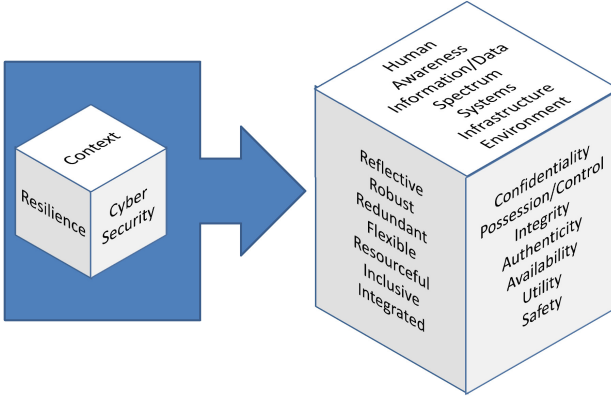 Context
Resilience
Cyber
Security
Human
Awareness
Information/Data
Spectrum
Systems
Infrastructure
Environment
Reflective
Robust
Redundant
Flexible
Resourceful
Inclusive
Integrated
Confidentiality
Possession/Control
Integrity
Authenticity
Availability
Utility
Safety